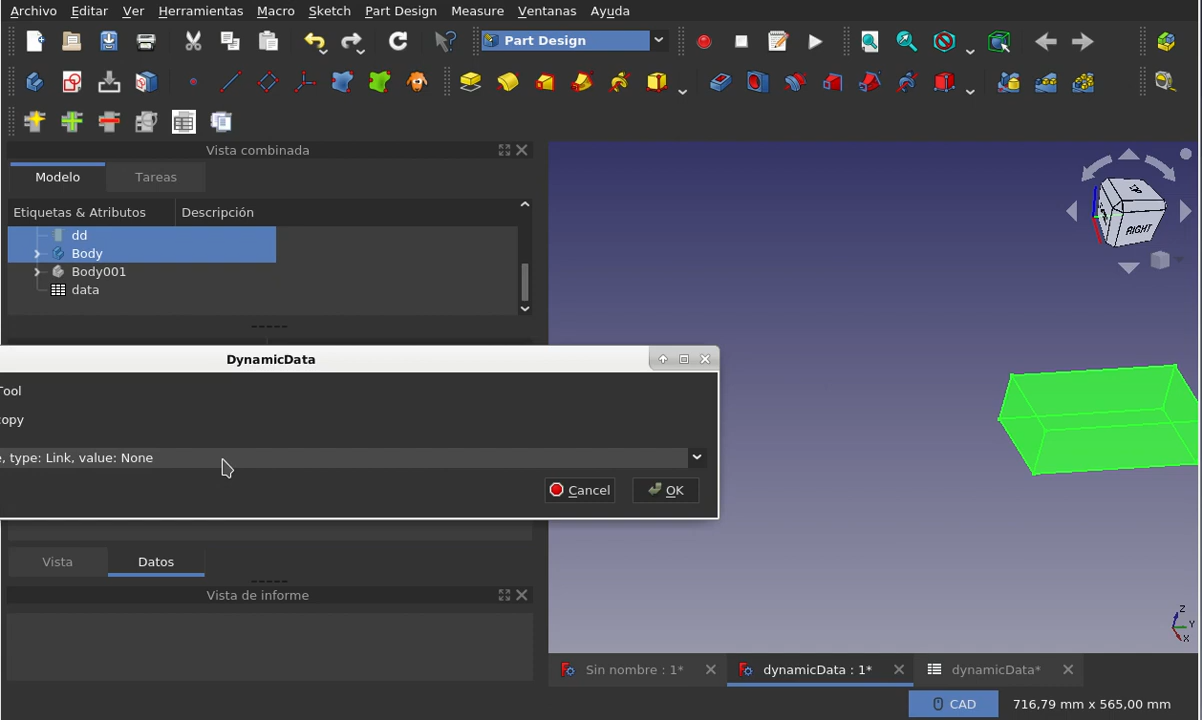 Archivo Editar Ver Herramientas Macro Sketch Part Design Measure Ventanas Ayuda
Part Design
Vista combinada
Modelo Tareas
Etiquetas & Atributos Descripción
dd
Body
Body001
data
DynamicData
Tool
copy
, type: Link, value: None
Cancel OK
Vista Datos
Vista de informe
RIGHT
Z
Y
X
Sin nombre : 1* dynamicData : 1* dynamicData*
CAD 716,79 mm x 565,00 mm